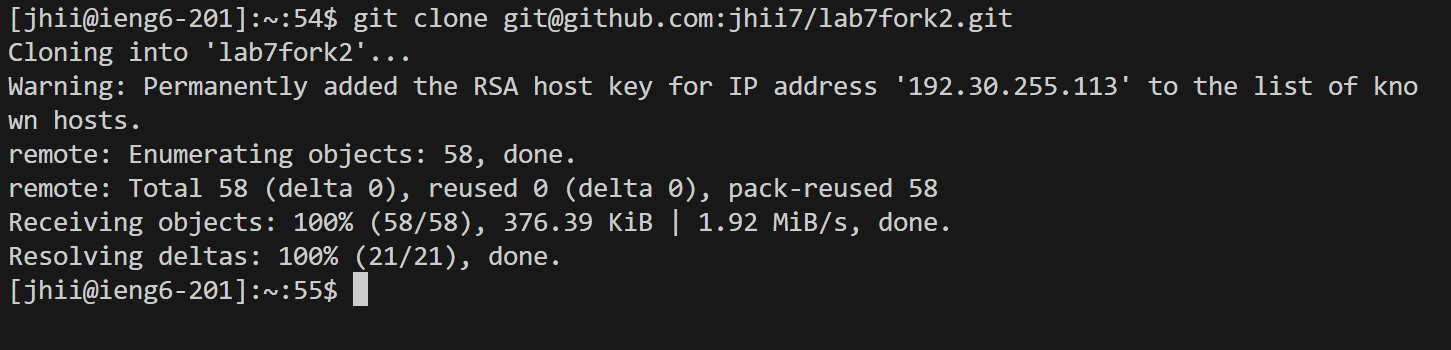 [jhii@ieng6-201]:~:54$ git clone git@github.com:jhii7/lab7fork2.git
Cloning into 'lab7fork2'...
Warning: Permanently added the RSA host key for IP address '192.30.255.113' to the list of kno
wn hosts.
remote: Enumerating objects: 58, done.
remote: Total 58 (delta 0), reused 0 (delta 0), pack-reused 58
Receiving objects: 100% (58/58), 376.39 KiB | 1.92 MiB/s, done.
Resolving deltas: 100% (21/21), done.
[jhii@ieng6-201]:~:55$